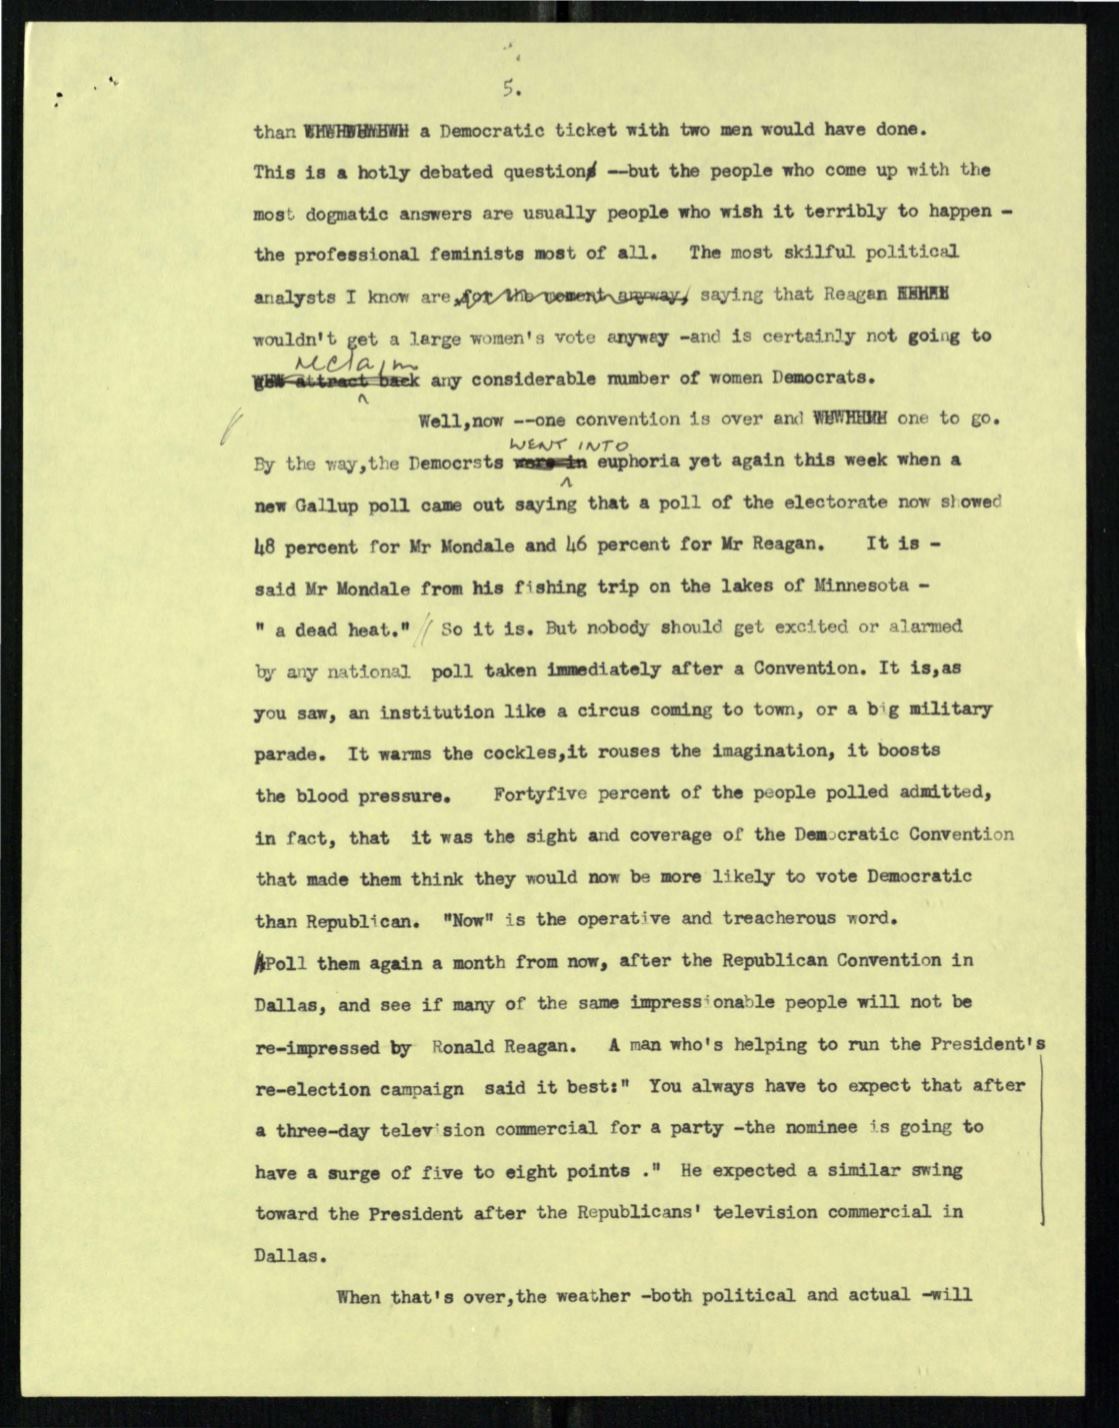 5.
than a Democratic ticket with two men would have done.
This is a hotly debated question --but the people who come up with the
most dogmatic answers are usually people who wish it terribly to happen -
the professional feminists most of all. The most skilful political
analysts I know are, for the moment anyway, saying that Reagan
wouldn't get a large women's vote anyway -and is certainly not going to
reclaim
attract back any considerable number of women Democrats.
Well,now --one convention is over and one to go.
WENT INTO
By the way,the Democrsts were in euphoria yet again this week when a
new Gallup poll came out saying that a poll of the electorate now showed
48 percent for Mr Mondale and 46 percent for Mr Reagan. It is -
said Mr Mondale from his fishing trip on the lakes of Minnesota -
" a dead heat." // So it is. But nobody should get excited or alarmed
by any national poll taken immediately after a Convention. It is,as
you saw, an institution like a circus coming to town, or a big military
parade. It warms the cockles,it rouses the imagination, it boosts
the blood pressure. Fortyfive percent of the people polled admitted,
in fact, that it was the sight and coverage of the Democratic Convention
that made them think they would now be more likely to vote Democratic
than Republican. "Now" is the operative and treacherous word.
Poll them again a month from now, after the Republican Convention in
Dallas, and see if many of the same impressionable people will not be
re-impressed by Ronald Reagan. A man who's helping to run the President's
re-election campaign said it best:" You always have to expect that after
a three-day television commercial for a party -the nominee is going to
have a surge of five to eight points ." He expected a similar swing
toward the President after the Republicans' television commercial in
Dallas.
When that's over,the weather -both political and actual -will